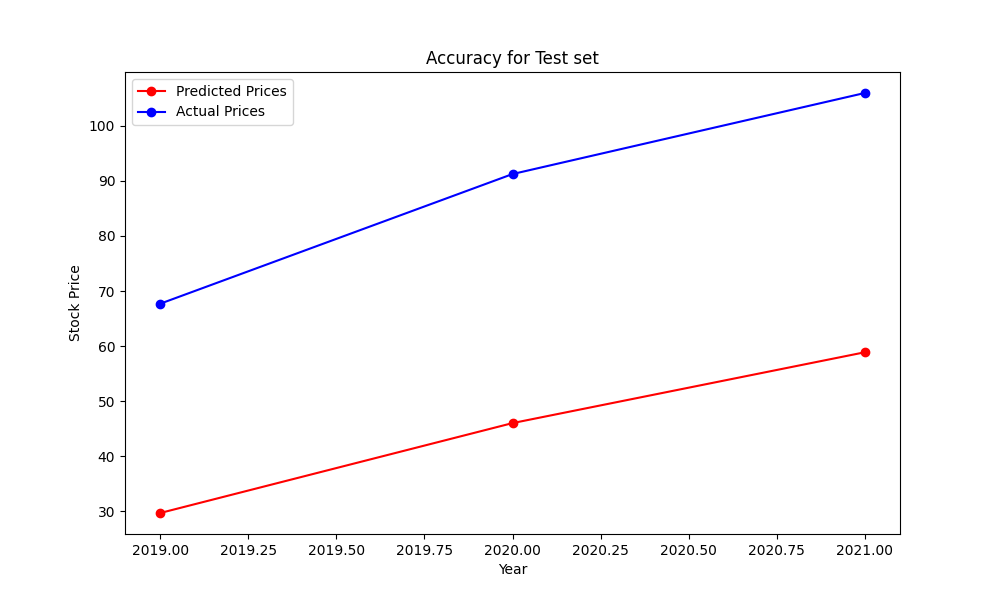 Accuracy for Test set
Predicted Prices
Actual Prices
100
90
80
70
60
50
40
30
Stock Price
2019.00 2019.25 2019.50 2019.75 2020.00 2020.25 2020.50 2020.75 2021.00
Year